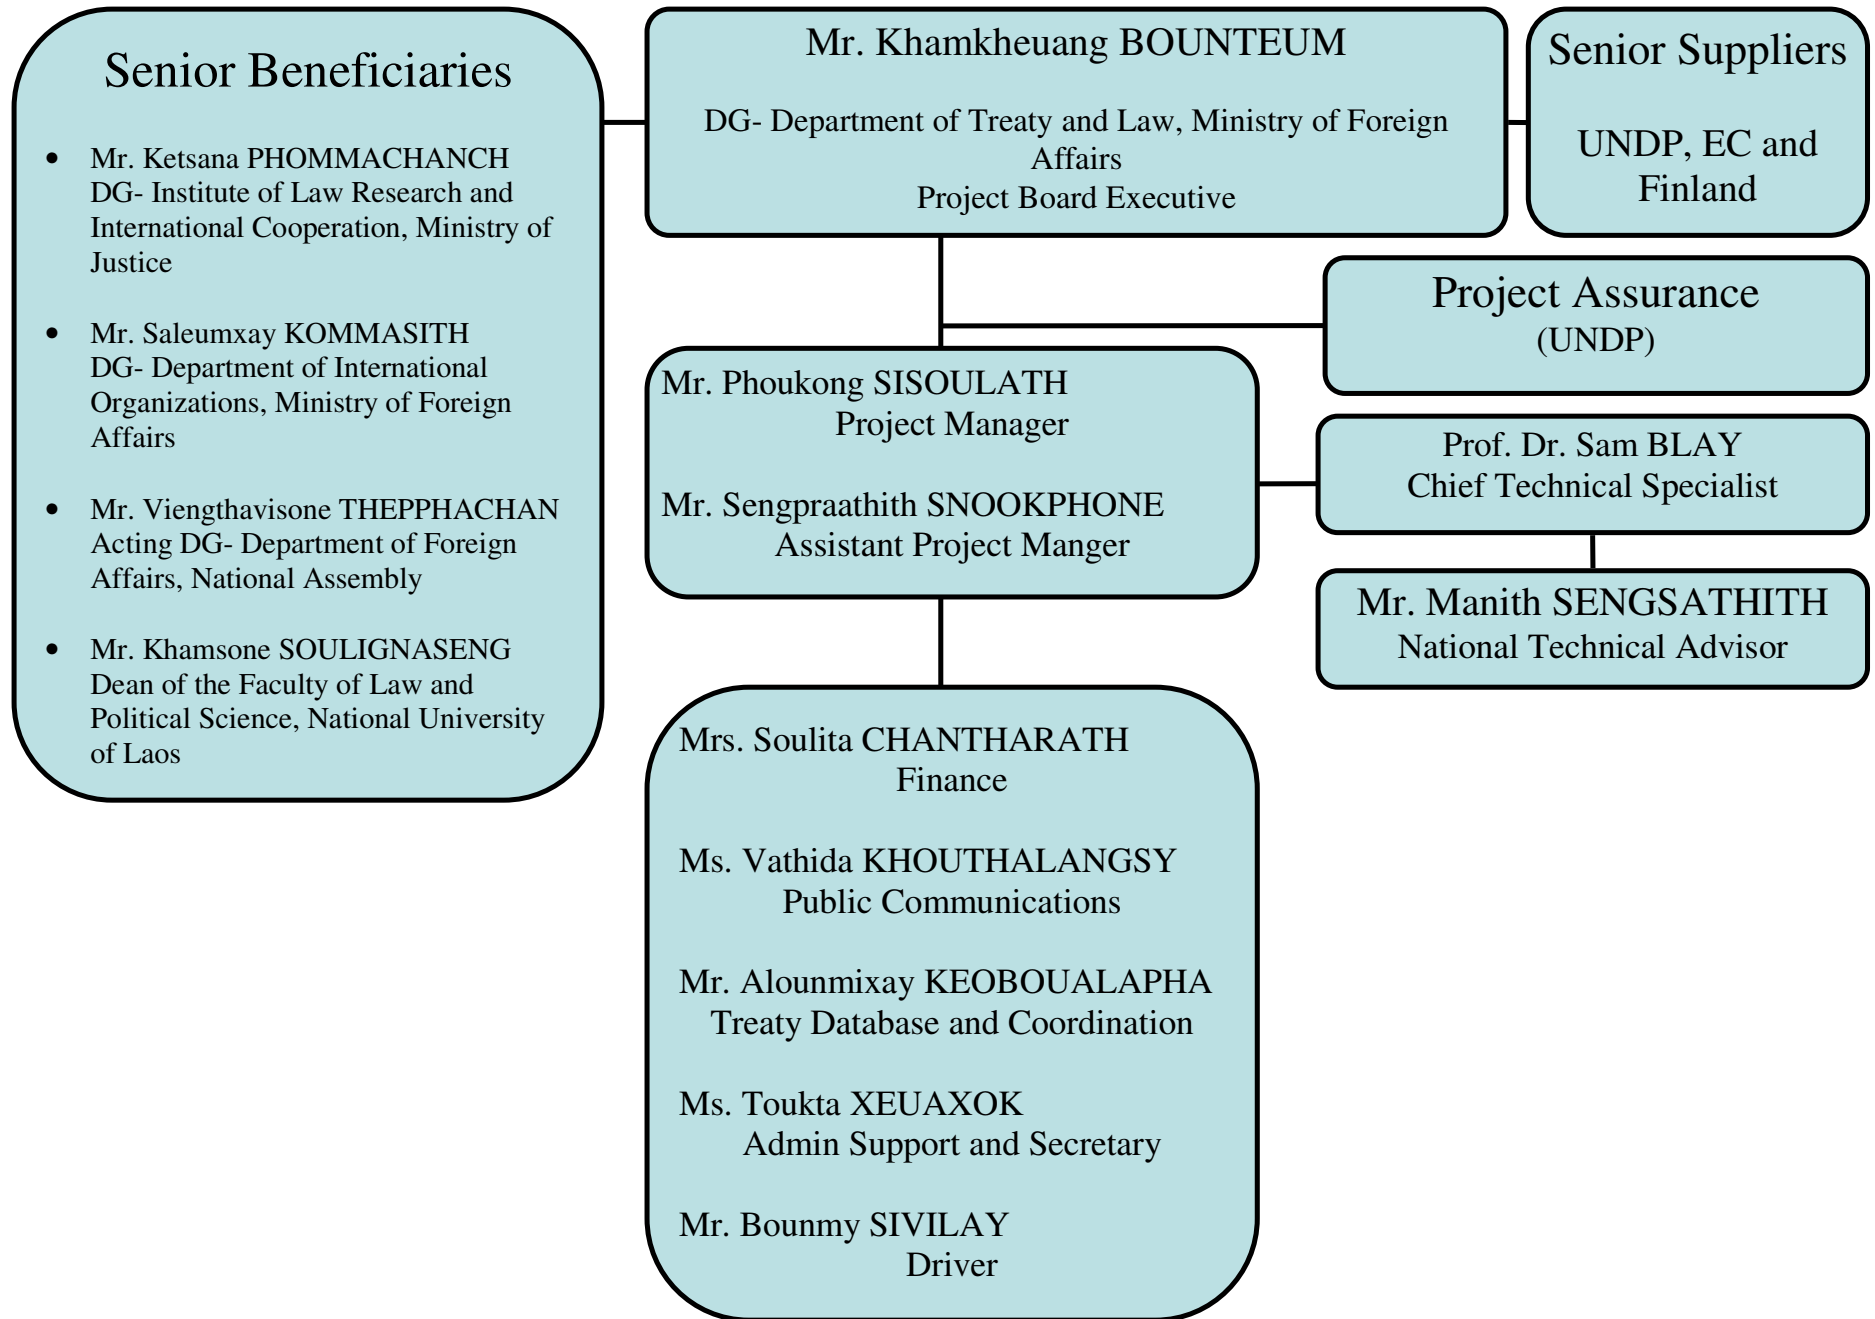 Senior Beneficiaries
• Mr. Ketsana PHOMMACHANCH
DG- Institute of Law Research and
International Cooperation, Ministry of
Justice
• Mr. Saleumxay KOMMASITH
DG- Department of International
Organizations, Ministry of Foreign
Affairs
• Mr. Viengthavisone THEPPHACHAN
Acting DG- Department of Foreign
Affairs, National Assembly
• Mr. Khamsone SOULIGNASENG
Dean of the Faculty of Law and
Political Science, National University
of Laos
Mr. Khamkheuang BOUNTEUM
DG- Department of Treaty and Law, Ministry of Foreign
Affairs
Project Board Executive
Senior Suppliers
UNDP, EC and
Finland
Project Assurance
(UNDP)
Mr. Phoukong SISOULATH
Project Manager
Mr. Sengpraathith SNOOKPHONE
Assistant Project Manger
Prof. Dr. Sam BLAY
Chief Technical Specialist
Mr. Manith SENGSATHITH
National Technical Advisor
Mrs. Soulita CHANTHARATH
Finance
Ms. Vathida KHOUTHALANGSY
Public Communications
Mr. Alounmixay KEOBOUALAPHA
Treaty Database and Coordination
Ms. Toukta XEUAXOK
Admin Support and Secretary
Mr. Bounmy SIVILAY
Driver